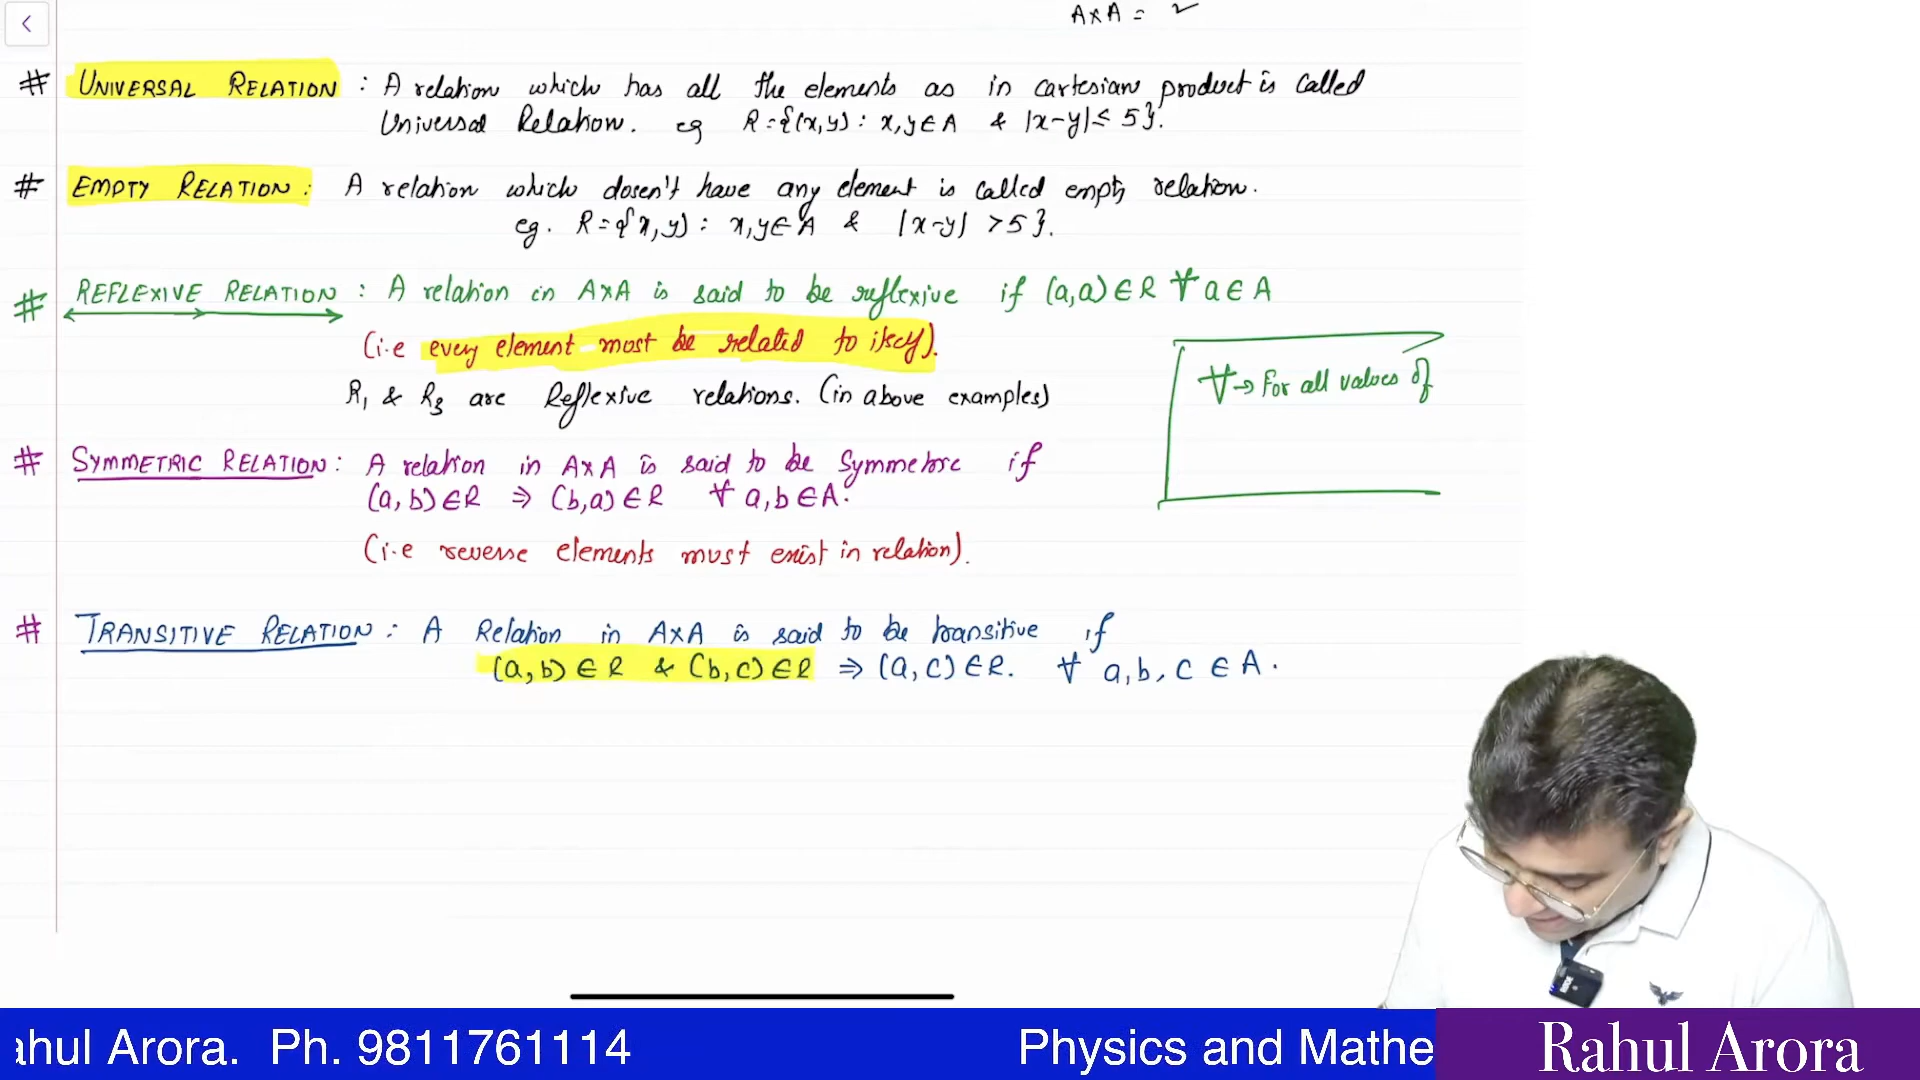 A×A = ✓
# UNIVERSAL RELATION : A relation which has all the elements as in cartesian product is called
Universal Relation. eg R={(x,y) : x,y∈A & |x-y|≤ 5}.
# EMPTY RELATION : A relation which dosen't have any element is called empty relation.
eg. R={x,y) : x,y∈A & |x-y| >5}.
# REFLEXIVE RELATION : A relation in A×A is said to be reflexive if (a,a)∈R ∀ a∈A
(i.e every element must be related to itself).
∀→ For all values of
R₁ & R₃ are Reflexive relations. (in above examples)
# SYMMETRIC RELATION : A relation in A×A is said to be Symmetric if
(a,b)∈R ⇒ (b,a)∈R ∀ a,b∈A.
(i.e reverse elements must exist in relation).
# TRANSITIVE RELATION : A Relation in A×A is said to be transitive if
(a,b)∈R & (b,c)∈R ⇒ (a,c)∈R. ∀ a,b,c ∈ A.
ahul Arora. Ph. 9811761114 Physics and Mathe
Rahul Arora